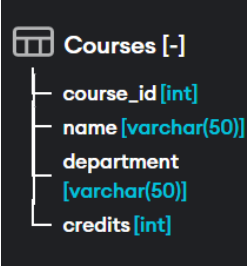 Courses [-]
course_id [int]
name [varchar(50)]
department
[varchar(50)]
credits [int]